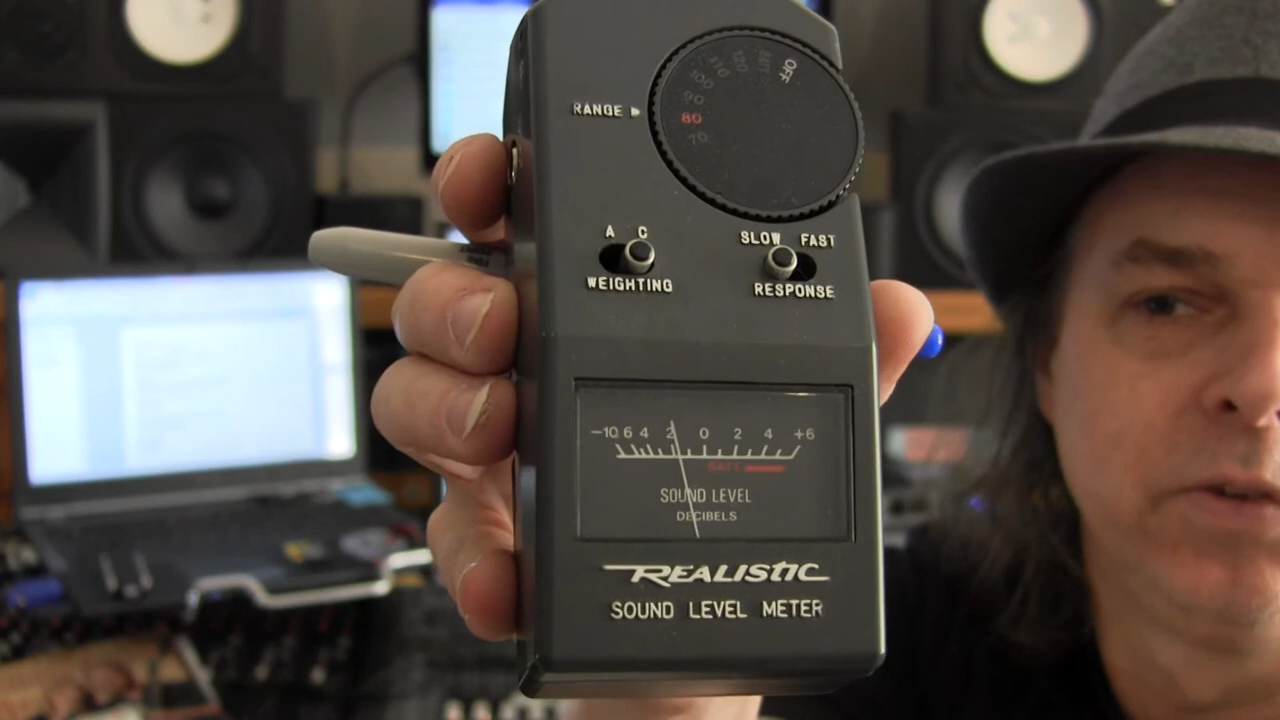 OFF
BATT
120
110
100
90
80
70
RANGE
A C
WEIGHTING
SLOW FAST
RESPONSE
−10 6 4 2 0 2 4 +6
BATT
SOUND LEVEL
DECIBELS
REALISTIC
SOUND LEVEL METER